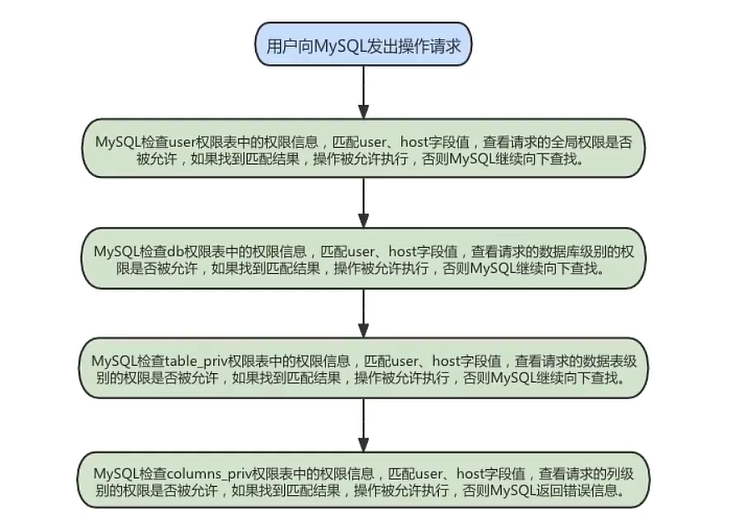 用户向MySQL发出操作请求
MySQL检查user权限表中的权限信息，匹配user、host字段值，查看请求的全局权限是否
被允许，如果找到匹配结果，操作被允许执行，否则MySQL继续向下查找。
MySQL检查db权限表中的权限信息，匹配user、host字段值，查看请求的数据库级别的权
限是否被允许，如果找到匹配结果，操作被允许执行，否则MySQL继续向下查找。
MySQL检查table_priv权限表中的权限信息，匹配user、host字段值，查看请求的数据表级
别的权限是否被允许，如果找到匹配结果，操作被允许执行，否则MySQL继续向下查找。
MySQL检查columns_priv权限表中的权限信息，匹配user、host字段值，查看请求的列级
别的权限是否被允许，如果找到匹配结果，操作被允许执行，否则MySQL返回错误信息。